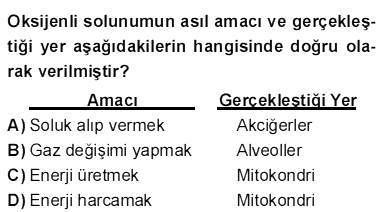 Oksijenli solunumun asıl amacı ve gerçekleş-
tiği yer aşağıdakilerin hangisinde doğru ola-
rak verilmiştir?
Amacı Gerçekleştiği Yer
A) Soluk alıp vermek Akciğerler
B) Gaz değişimi yapmak Alveoller
C) Enerji üretmek Mitokondri
D) Enerji harcamak Mitokondri